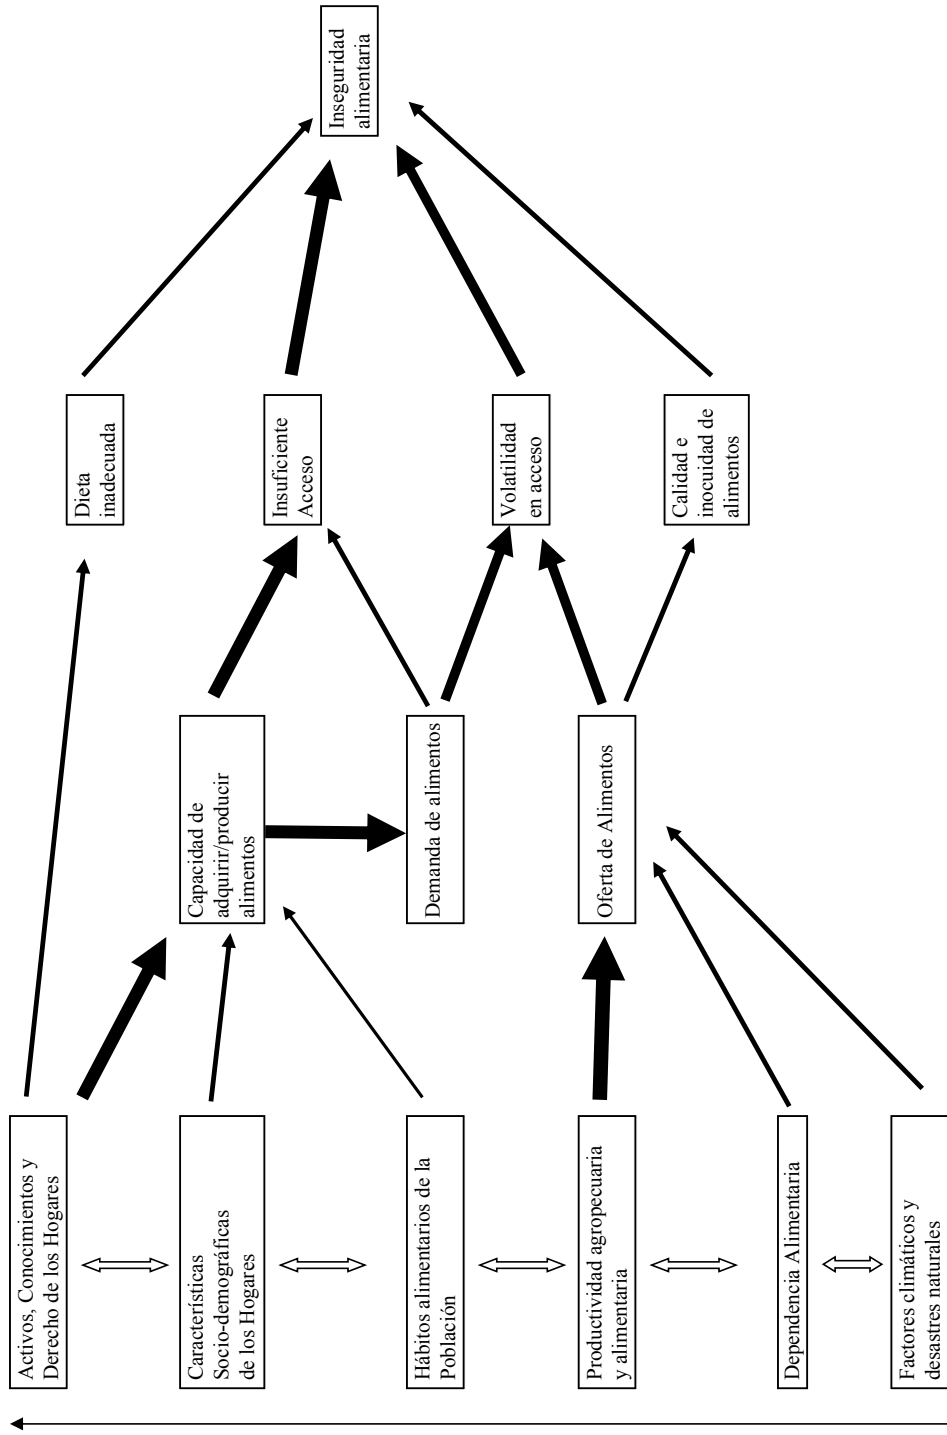 Activos, Conocimientos y
Derecho de los Hogares
Características
Socio-demográficas
de los Hogares
Hábitos alimentarios de la
Población
Productividad agropecuaria
y alimentaria
Dependencia Alimentaria
Factores climáticos y
desastres naturales
Capacidad de
adquirir/producir
alimentos
Demanda de alimentos
Oferta de Alimentos
Dieta
inadecuada
Insuficiente
Acceso
Volatilidad
en acceso
Calidad e
inocuidad de
alimentos
Inseguridad
alimentaria